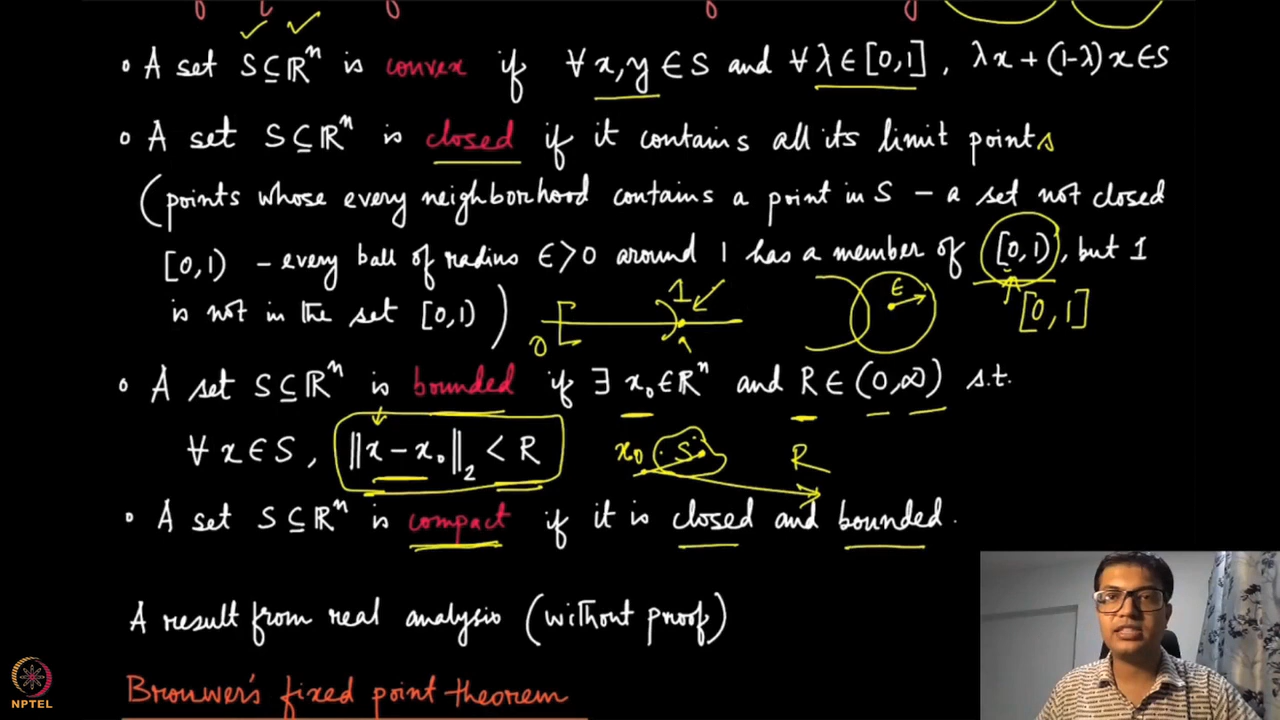 • A set S⊆ℝⁿ is convex if ∀ x, y ∈ S and ∀ λ ∈ [0,1], λx + (1-λ) x ∈ S
• A set S⊆ℝⁿ is closed if it contains all its limit points
(points whose every neighborhood contains a point in S – a set not closed
[0,1) – every ball of radius ϵ>0 around 1 has a member of [0,1), but 1
is not in the set [0,1) )
0 1 ϵ [0,1]
• A set S⊆ℝⁿ is bounded if ∃ x₀∈ℝⁿ and R∈(0,∞) s.t.
∀ x∈S, ‖x – x₀‖₂ < R
x₀ S R
• A set S⊆ℝⁿ is compact if it is closed and bounded.
A result from real analysis (without proof)
Brouwer's fixed point theorem
NPTEL